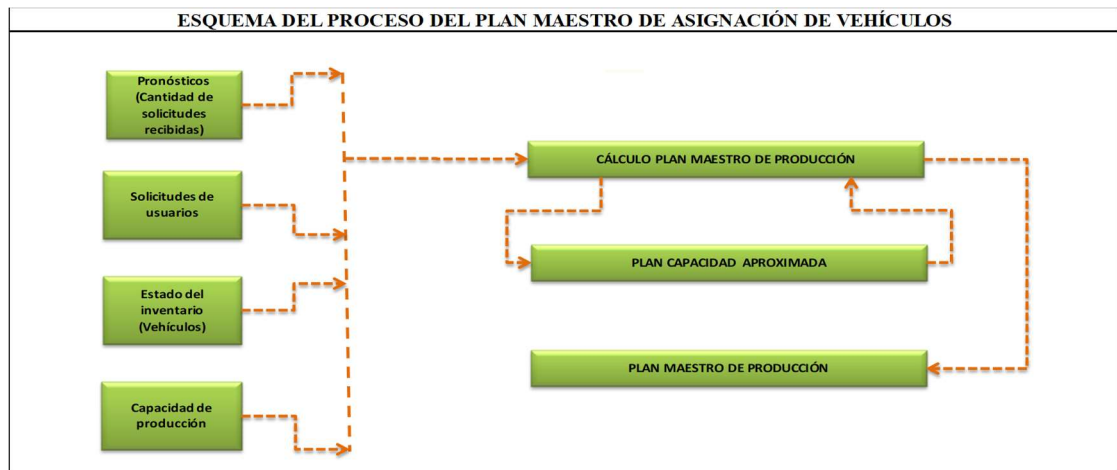 ESQUEMA DEL PROCESO DEL PLAN MAESTRO DE ASIGNACIÓN DE VEHÍCULOS
Pronósticos
(Cantidad de
solicitudes
recibidas)
Solicitudes de
usuarios
Estado del
inventario
(Vehículos)
Capacidad de
producción
CÁLCULO PLAN MAESTRO DE PRODUCCIÓN
PLAN CAPACIDAD APROXIMADA
PLAN MAESTRO DE PRODUCCIÓN